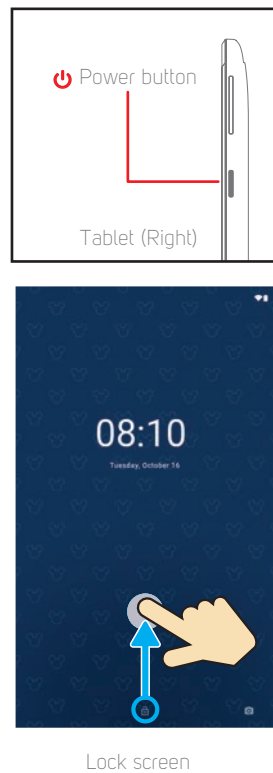 Power button
Tablet (Right)
08:10
Tuesday, October 16
Lock screen